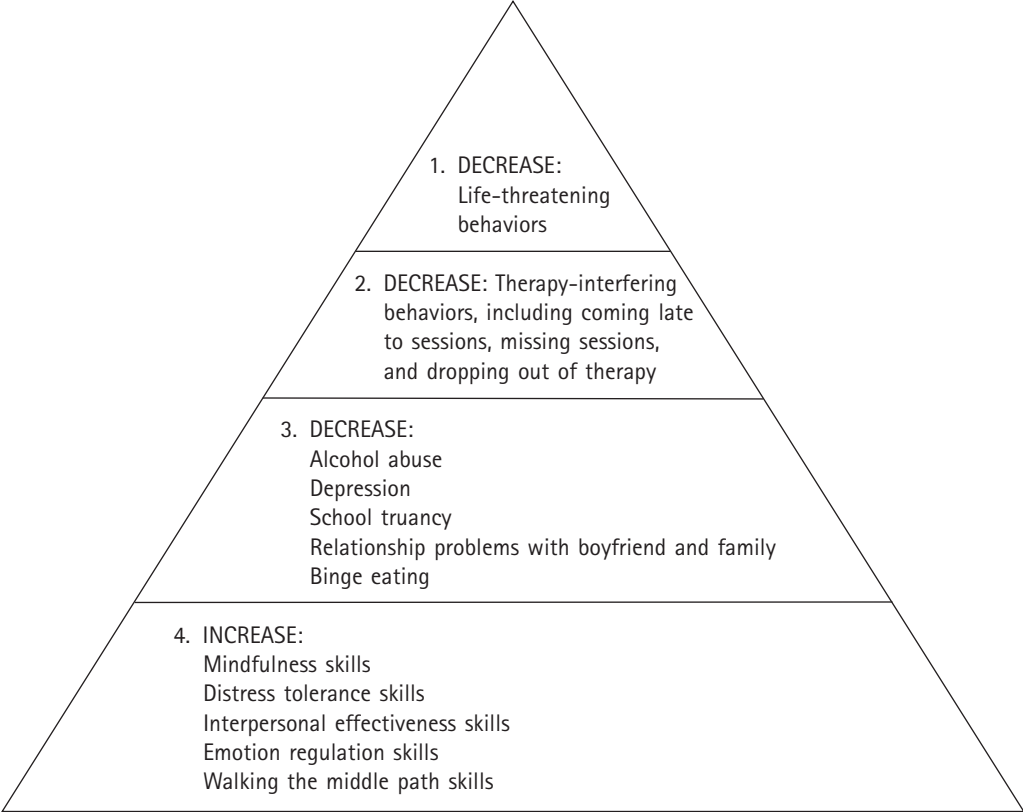 1. DECREASE:
Life-threatening
behaviors
2. DECREASE: Therapy-interfering
behaviors, including coming late
to sessions, missing sessions,
and dropping out of therapy
3. DECREASE:
Alcohol abuse
Depression
School truancy
Relationship problems with boyfriend and family
Binge eating
4. INCREASE:
Mindfulness skills
Distress tolerance skills
Interpersonal effectiveness skills
Emotion regulation skills
Walking the middle path skills